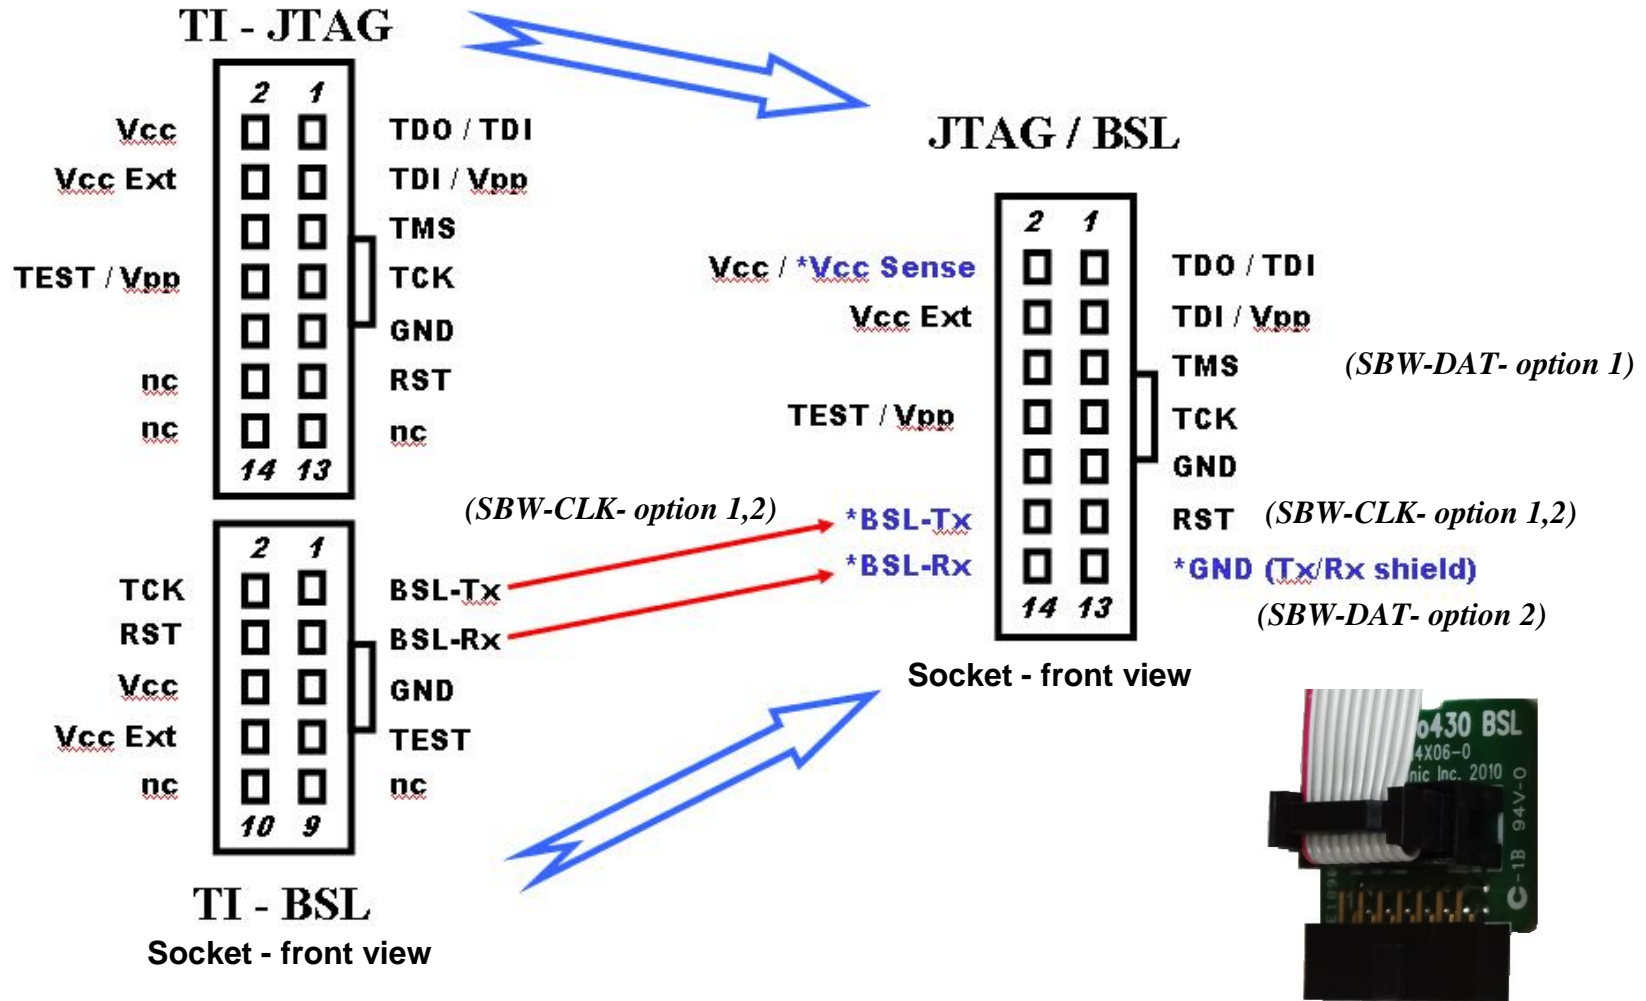 TI - JTAG
2 1
Vcc
TDO / TDI
Vcc Ext
TDI / Vpp
TMS
TEST / Vpp
TCK
GND
nc
RST
nc
nc
14 13
2 1
TCK
BSL-Tx
RST
BSL-Rx
Vcc
GND
Vcc Ext
TEST
nc
nc
10 9
TI - BSL
Socket - front view
(SBW-CLK- option 1,2)
JTAG / BSL
2 1
Vcc / *Vcc Sense
TDO / TDI
Vcc Ext
TDI / Vpp
TMS (SBW-DAT- option 1)
TEST / Vpp
TCK
GND
*BSL-Tx
RST (SBW-CLK- option 1,2)
*BSL-Rx
*GND (Tx/Rx shield)
14 13
(SBW-DAT- option 2)
Socket - front view
430 BSL
4X06-0
nic Inc. 2010
C-1B 94V-0